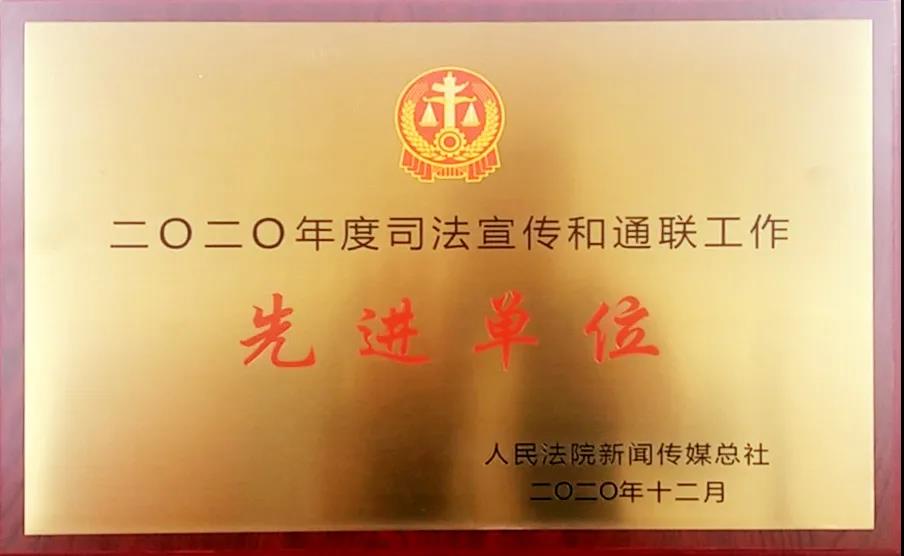 二〇二〇年度司法宣传和通联工作
先进单位
人民法院新闻传媒总社
二〇二〇年十二月